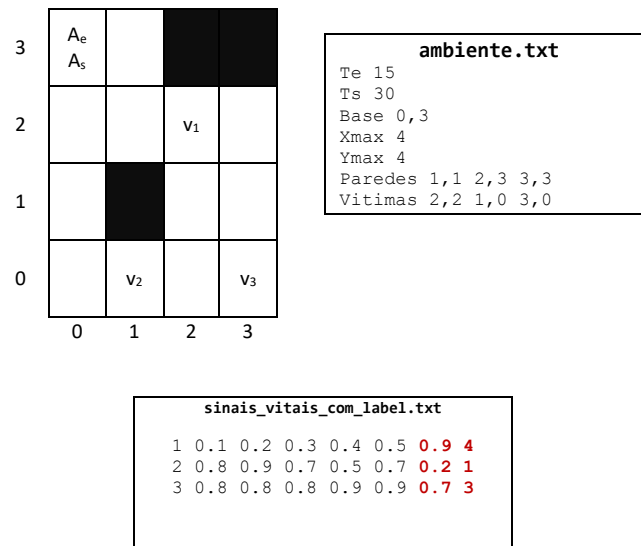 3
Aₑ
Aₛ
2
v₁
1
0
v₂
v₃
0
1
2
3
ambiente.txt
Te 15
Ts 30
Base 0,3
Xmax 4
Ymax 4
Paredes 1,1 2,3 3,3
Vitimas 2,2 1,0 3,0
sinais_vitais_com_label.txt
1 0.1 0.2 0.3 0.4 0.5 0.9 4
2 0.8 0.9 0.7 0.5 0.7 0.2 1
3 0.8 0.8 0.8 0.9 0.9 0.7 3